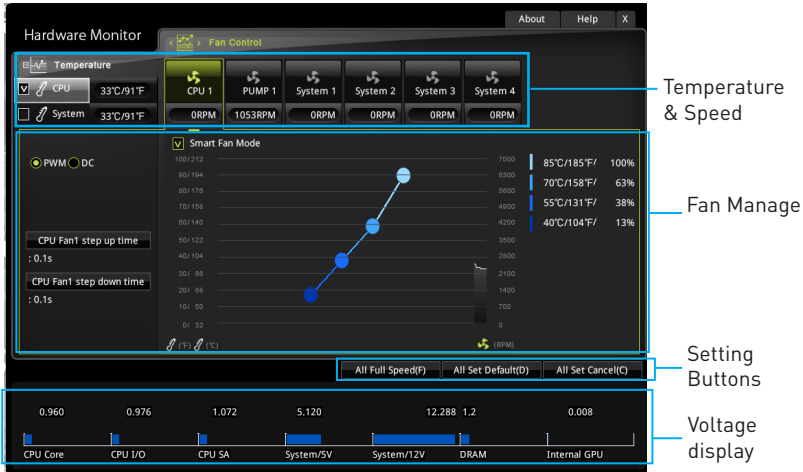 About Help X
Hardware Monitor
Fan Control
Temperature
CPU 33℃/91℉
System 33℃/91℉
CPU 1 PUMP 1 System 1 System 2 System 3 System 4
0RPM 1053RPM 0RPM 0RPM 0RPM 0RPM
Temperature
& Speed
Smart Fan Mode
PWM DC
CPU Fan1 step up time
: 0.1s
CPU Fan1 step down time
: 0.1s
100/212 7000
90/194 6300
80/176 5600
70/158 4900
60/140 4200
50/122 3500
40/104 2800
30/ 86 2100
20/ 68 1400
10/ 50 700
0/ 32 0
(℉) (℃) (RPM)
85℃/185℉/ 100%
70℃/158℉/ 63%
55℃/131℉/ 38%
40℃/104℉/ 13%
Fan Manage
All Full Speed(F) All Set Default(D) All Set Cancel(C)
Setting
Buttons
0.960 0.976 1.072 5.120 12.288 1.2 0.008
CPU Core CPU I/O CPU SA System/5V System/12V DRAM Internal GPU
Voltage
display